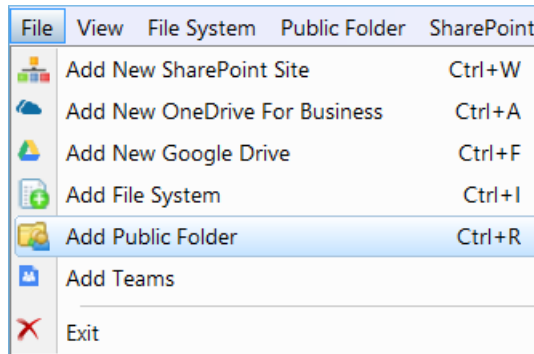 File View File System Public Folder SharePoint
Add New SharePoint Site Ctrl+W
Add New OneDrive For Business Ctrl+A
Add New Google Drive Ctrl+F
Add File System Ctrl+I
Add Public Folder Ctrl+R
Add Teams
Exit